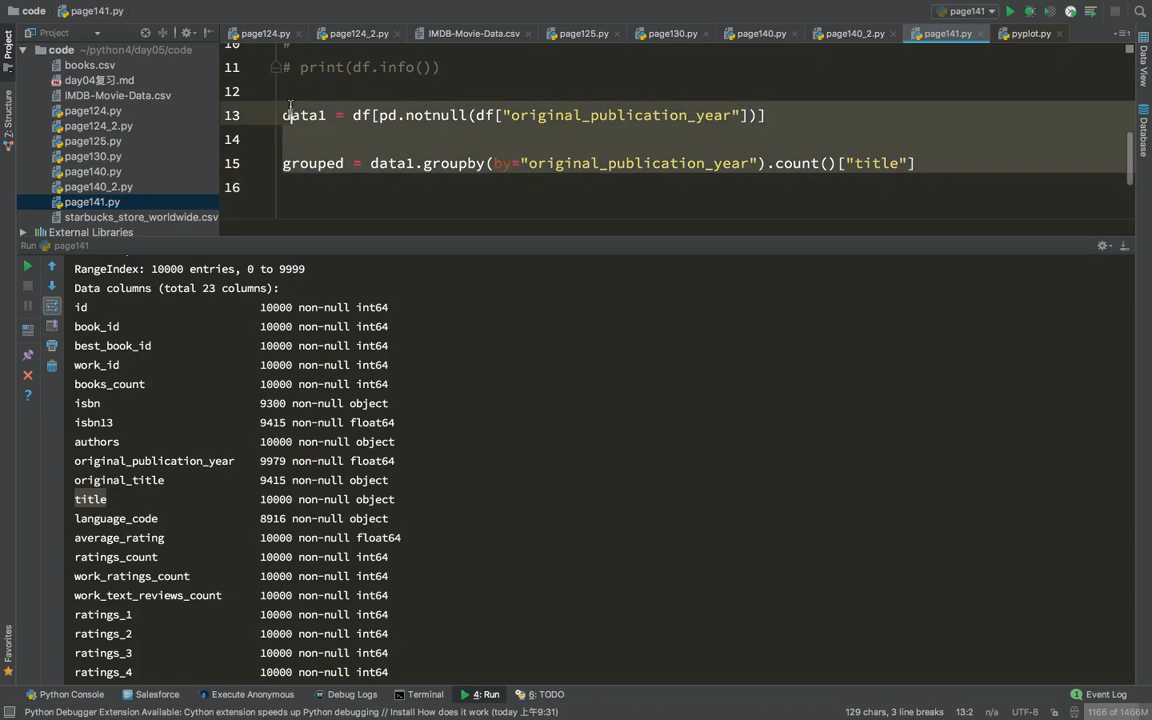 code page141.py page141
Project page124.py page124_2.py IMDB-Movie-Data.csv page125.py page130.py page140.py page140_2.py page141.py pyplot.py
1: Project
Z: Structure
Favorites
Data View
Database
code ~/python4/day05/code
books.csv
day04复习.md
IMDB-Movie-Data.csv
page124.py
page124_2.py
page125.py
page130.py
page140.py
page140_2.py
page141.py
starbucks_store_worldwide.csv
External Libraries
10 #
11 # print(df.info())
12
13 data1 = df[pd.notnull(df["original_publication_year"])]
14
15 grouped = data1.groupby(by="original_publication_year").count()["title"]
16
Run page141
RangeIndex: 10000 entries, 0 to 9999
Data columns (total 23 columns):
id 10000 non-null int64
book_id 10000 non-null int64
best_book_id 10000 non-null int64
work_id 10000 non-null int64
books_count 10000 non-null int64
isbn 9300 non-null object
isbn13 9415 non-null float64
authors 10000 non-null object
original_publication_year 9979 non-null float64
original_title 9415 non-null object
title 10000 non-null object
language_code 8916 non-null object
average_rating 10000 non-null float64
ratings_count 10000 non-null int64
work_ratings_count 10000 non-null int64
work_text_reviews_count 10000 non-null int64
ratings_1 10000 non-null int64
ratings_2 10000 non-null int64
ratings_3 10000 non-null int64
ratings_4 10000 non-null int64
Python Console Salesforce Execute Anonymous Debug Logs Terminal 4: Run 6: TODO 1 Event Log
Python Debugger Extension Available: Cython extension speeds up Python debugging // Install How does it work (today 上午9:31) 129 chars, 3 line breaks 13:2 n/a UTF-8 1166 of 1466M